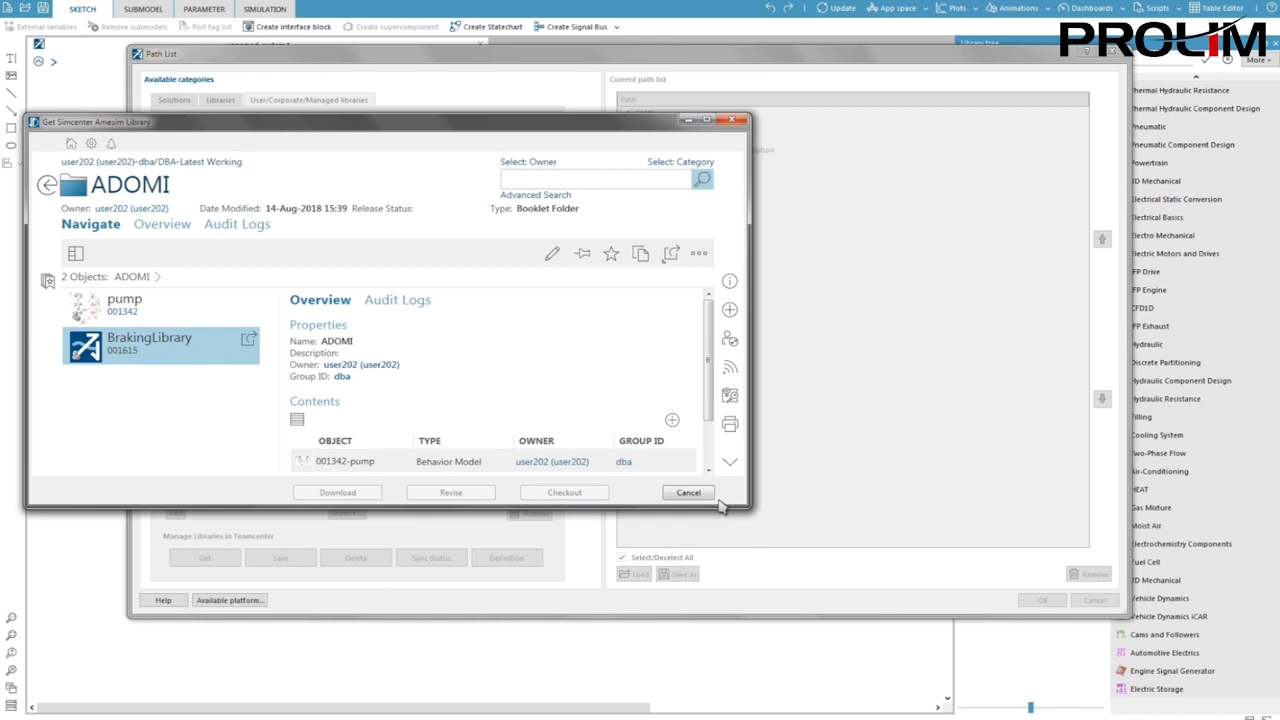 SKETCH SUBMODEL PARAMETER SIMULATION
Update App space Plots Animations Dashboards Scripts Table Editor
External variables Remove submodels Port tag list Create interface block Create supercomponent Create Statechart Create Signal Bus
PROLIM
Library tree
More >
Path List
Available categories
Solutions Libraries User/Corporate/Managed libraries
Current path list
Path
Get Simcenter Amesim Library
user202 (user202)-dba/DBA-Latest Working
ADOMI
Select: Owner Select: Category
Advanced Search
Owner: user202 (user202) Date Modified: 14-Aug-2018 15:39 Release Status: Type: Booklet Folder
Navigate Overview Audit Logs
2 Objects: ADOMI
pump
001342
BrakingLibrary
001615
Overview Audit Logs
Properties
Name: ADOMI
Description:
Owner: user202 (user202)
Group ID: dba
Contents
OBJECT TYPE OWNER GROUP ID
001342-pump Behavior Model user202 (user202) dba
Download Revise Checkout Cancel
Manage Libraries in Teamcenter
Get Save Delete Sync Status Definition
Select/Deselect All
Load Save as Remove
Help Available platform... OK Cancel
Thermal Hydraulic Resistance
Thermal Hydraulic Component Design
Pneumatic
Pneumatic Component Design
Powertrain
D Mechanical
Electrical Static Conversion
Electrical Basics
Electro Mechanical
Electric Motors and Drives
FP Drive
FP Engine
CFD1D
FP Exhaust
Hydraulic
Discrete Partitioning
Hydraulic Component Design
Hydraulic Resistance
Filling
Cooling System
Two-Phase Flow
Air-Conditioning
HEAT
Gas Mixture
Moist Air
Electrochemistry Components
Fuel Cell
D Mechanical
Vehicle Dynamics
Vehicle Dynamics iCAR
Cams and Followers
Automotive Electrics
Engine Signal Generator
Electric Storage